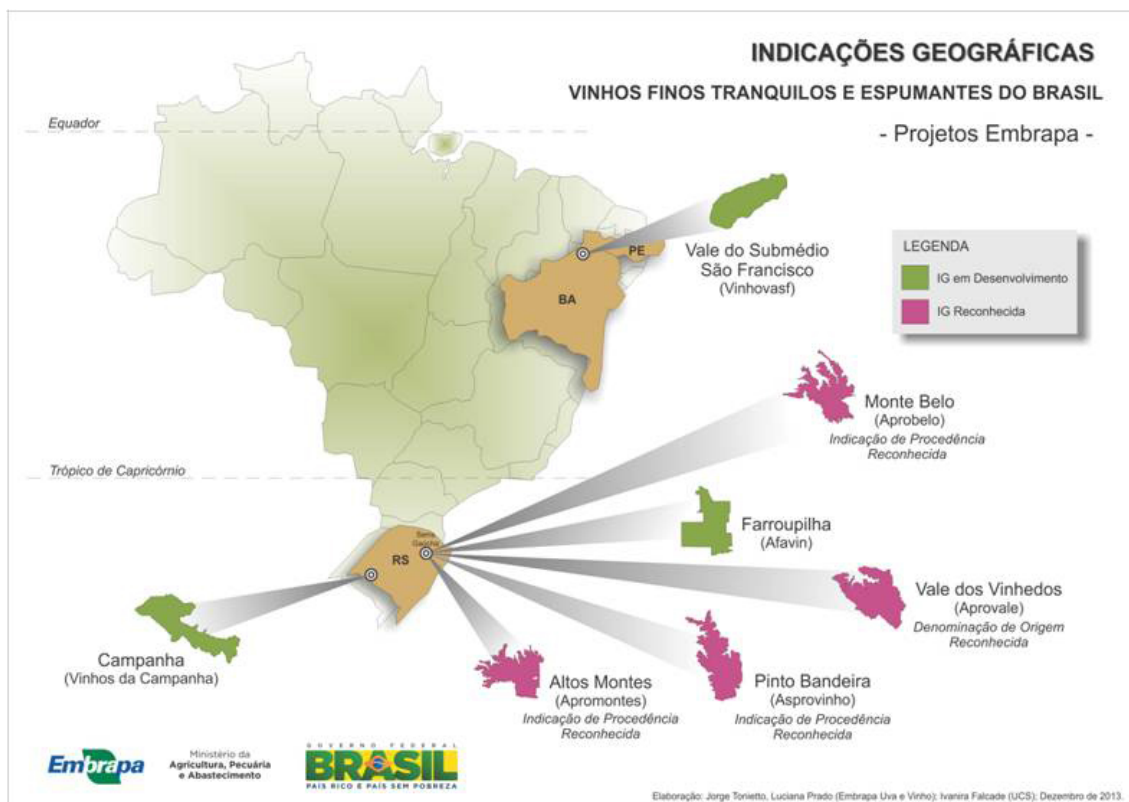 INDICAÇÕES GEOGRÁFICAS
VINHOS FINOS TRANQUILOS E ESPUMANTES DO BRASIL
- Projetos Embrapa -
Equador
PE
BA
Vale do Submédio
São Francisco
(Vinhovasf)
LEGENDA
IG em Desenvolvimento
IG Reconhecida
Monte Belo
(Aprobelo)
Indicação de Procedência
Reconhecida
Trópico de Capricórnio
Serra
Gaúcha
RS
Farroupilha
(Afavin)
Vale dos Vinhedos
(Aprovale)
Denominação de Origem
Reconhecida
Campanha
(Vinhos da Campanha)
Altos Montes
(Apromontes)
Indicação de Procedência
Reconhecida
Pinto Bandeira
(Asprovinho)
Indicação de Procedência
Reconhecida
Embrapa
Ministério da
Agricultura, Pecuária
e Abastecimento
GOVERNO FEDERAL
BRASIL
PAÍS RICO E PAÍS SEM POBREZA
Elaboração: Jorge Tonietto, Luciana Prado (Embrapa Uva e Vinho); Ivanira Falcade (UCS); Dezembro de 2013.